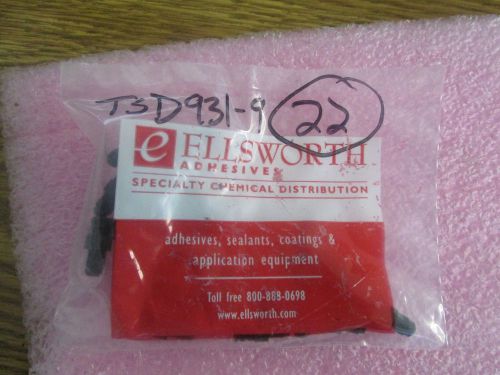 TSD931-9 22
e ELLSWORTH
ADHESIVES
SPECIALTY CHEMICAL DISTRIBUTION
adhesives, sealants, coatings &
application equipment
Toll free 800-888-0698
www.ellsworth.com